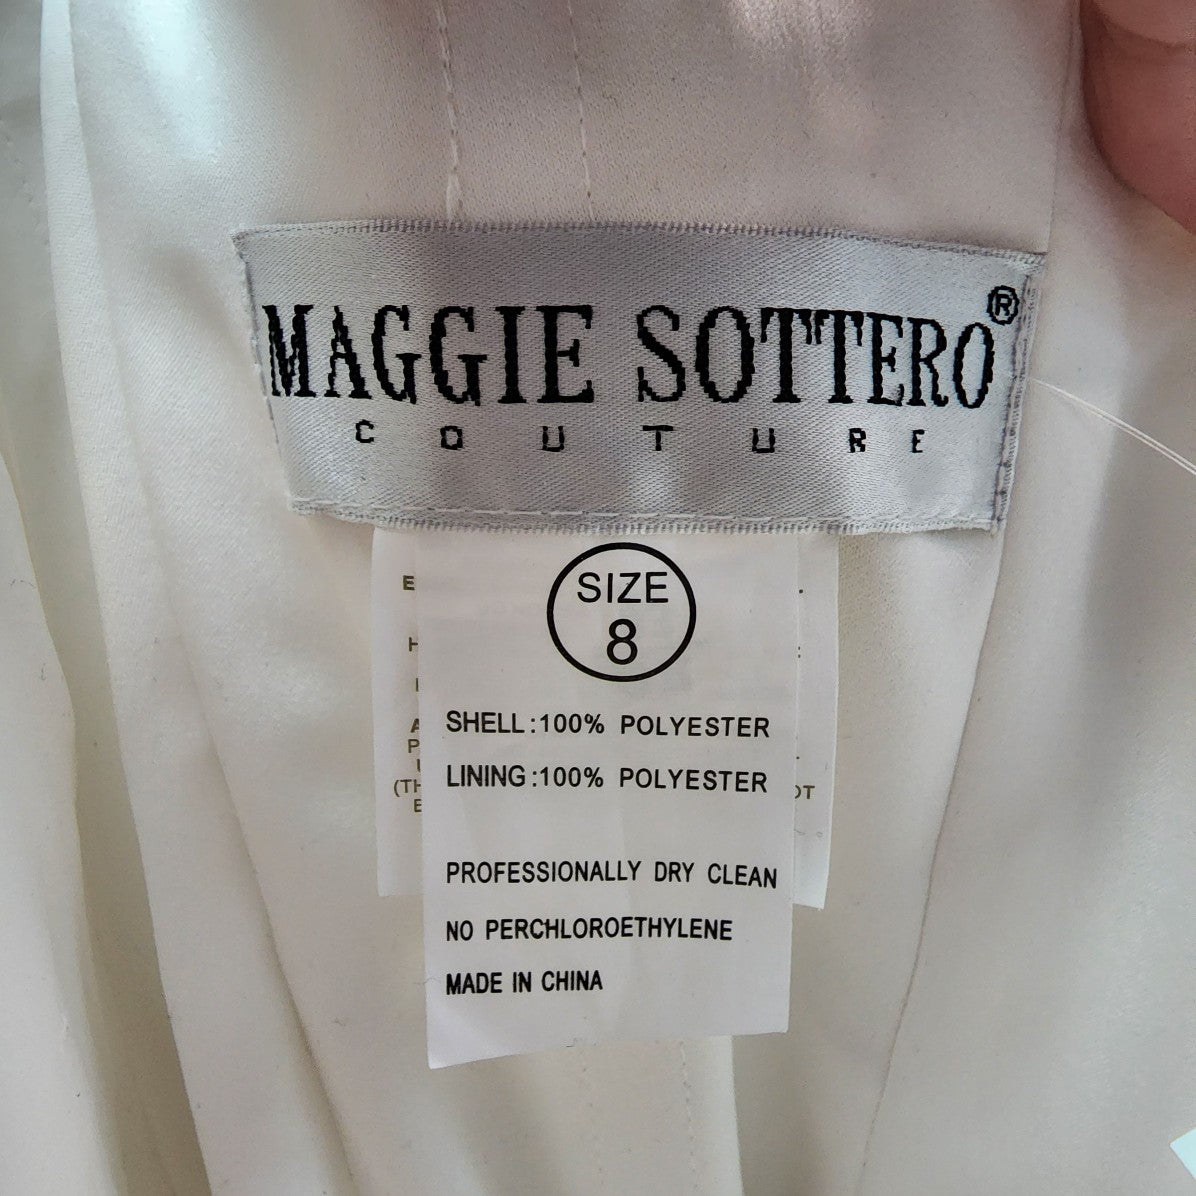 MAGGIE SOTTERO®
COUTURE
SIZE
8
SHELL:100% POLYESTER
LINING:100% POLYESTER
PROFESSIONALLY DRY CLEAN
NO PERCHLOROETHYLENE
MADE IN CHINA